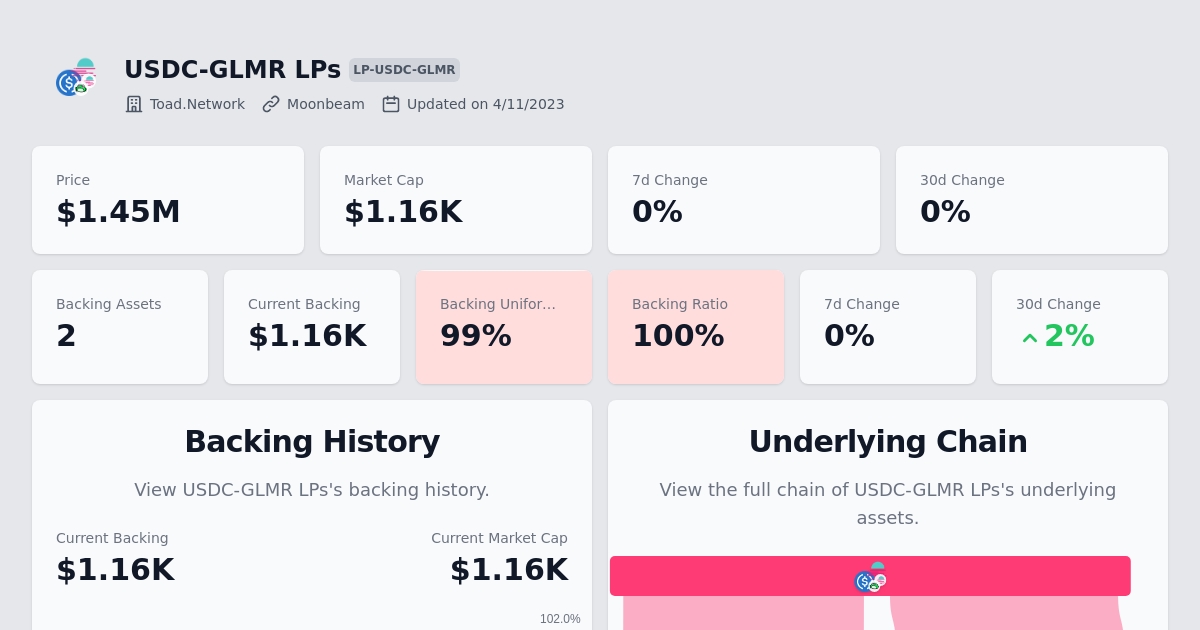 USDC-GLMR LPs LP-USDC-GLMR
Toad.Network Moonbeam Updated on 4/11/2023
Price Market Cap 7d Change 30d Change
$1.45M $1.16K 0% 0%
Backing Assets Current Backing Backing Unifor... Backing Ratio 7d Change 30d Change
2 $1.16K 99% 100% 0% 2%
Backing History
View USDC-GLMR LPs's backing history.
Current Backing Current Market Cap
$1.16K $1.16K
102.0%
Underlying Chain
View the full chain of USDC-GLMR LPs's underlying
assets.